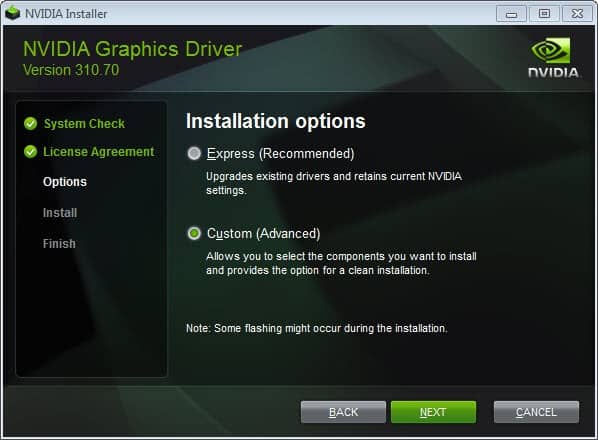 NVIDIA Installer
NVIDIA Graphics Driver
Version 310.70
NVIDIA
System Check
License Agreement
Options
Install
Finish
Installation options
Express (Recommended)
Upgrades existing drivers and retains current NVIDIA
settings.
Custom (Advanced)
Allows you to select the components you want to install
and provides the option for a clean installation.
Note: Some flashing might occur during the installation.
BACK
NEXT
CANCEL